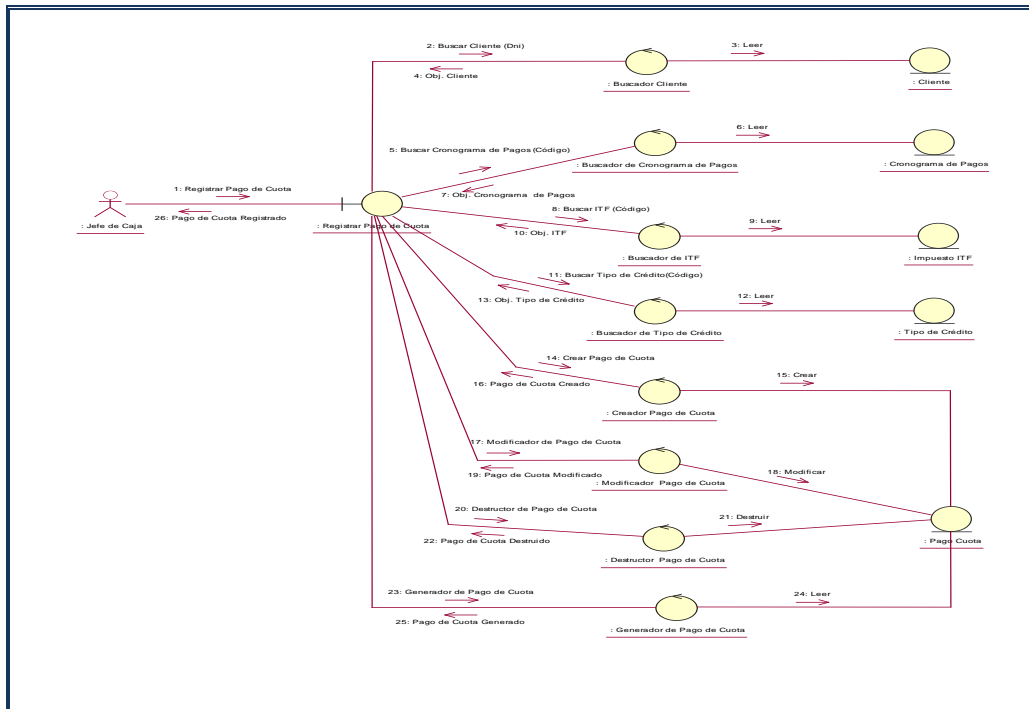 2: Buscar Cliente (Dni)
3: Leer
4: Obj. Cliente
: Buscador Cliente
: Cliente
6: Leer
5: Buscar Cronograma de Pagos (Código)
: Buscador de Cronograma de Pagos
: Cronograma de Pagos
1: Registrar Pago de Cuota
7: Obj. Cronograma de Pagos
8: Buscar ITF (Código)
9: Leer
26: Pago de Cuota Registrado
: Jefe de Caja
: Registrar Pago de Cuota
10: Obj. ITF
: Buscador de ITF
: Impuesto ITF
11: Buscar Tipo de Crédito(Código)
13: Obj. Tipo de Crédito
12: Leer
: Buscador de Tipo de Crédito
: Tipo de Crédito
14: Crear Pago de Cuota
15: Crear
16: Pago de Cuota Creado
: Creador Pago de Cuota
17: Modificador de Pago de Cuota
19: Pago de Cuota Modificado
18: Modificar
: Modificador Pago de Cuota
20: Destructor de Pago de Cuota
21: Destruir
22: Pago de Cuota Destruido
: Pago Cuota
: Destructor Pago de Cuota
23: Generador de Pago de Cuota
24: Leer
25: Pago de Cuota Generado
: Generador de Pago de Cuota